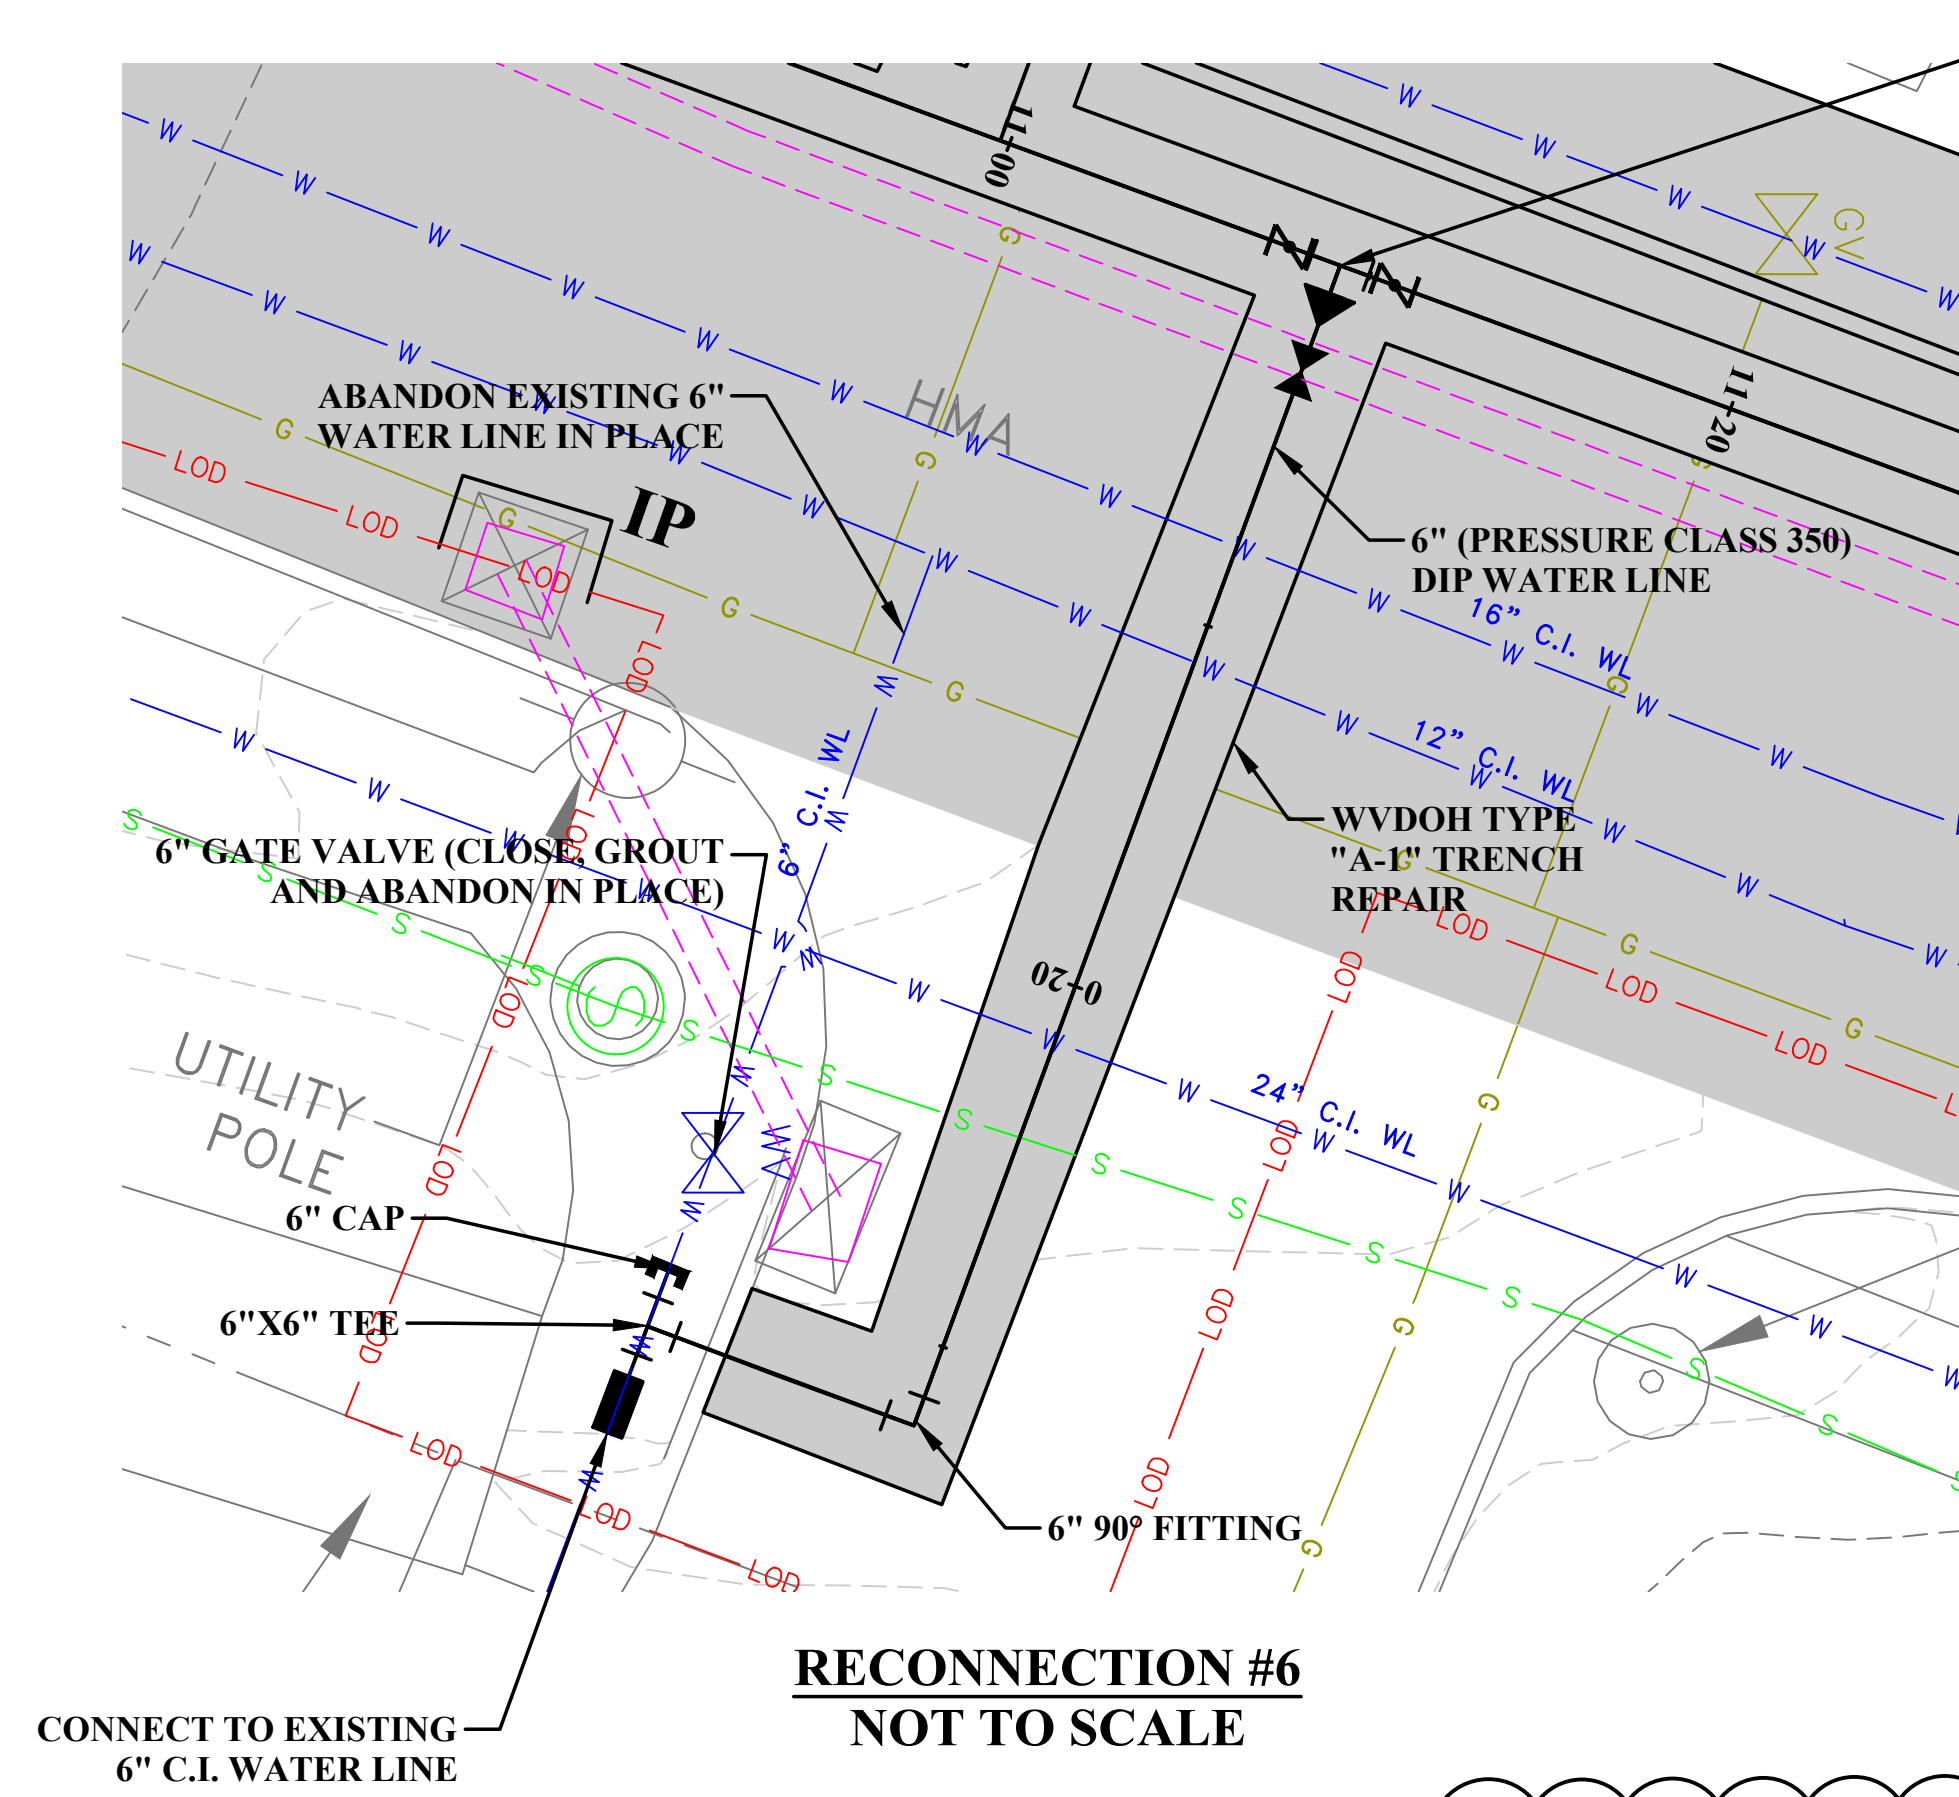 11+00
GV
11+20
HMA
ABANDON EXISTING 6"
WATER LINE IN PLACE
IP
6" (PRESSURE CLASS 350)
DIP WATER LINE
16" C.I. WL
12" C.I. WL
6" C.I. WL
WVDOH TYPE
"A-1" TRENCH
REPAIR
6" GATE VALVE (CLOSE, GROUT
AND ABANDON IN PLACE)
0+20
UTILITY
POLE
24" C.I. WL
WV
6" CAP
6"X6" TEE
6" 90° FITTING
W
G
S
LOD
RECONNECTION #6
NOT TO SCALE
CONNECT TO EXISTING
6" C.I. WATER LINE